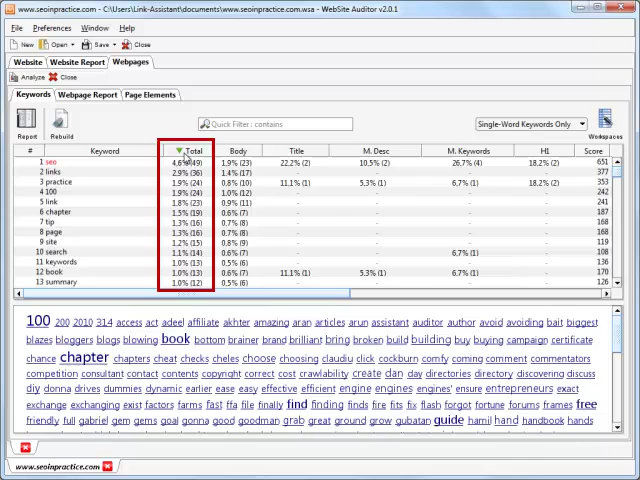 www.seoinpractice.com - C:\Users\Link-Assistant\documents\www.seoinpractice.com.wsa - WebSite Auditor v2.0.1
File Preferences Window Help
New Open Save Close
Website Website Report Webpages
Analyze Close
Keywords Webpage Report Page Elements
Report Rebuild Quick Filter : contains Single-Word Keywords Only Workspaces
# Keyword Total Body Title M. Desc M. Keywords H1 Score
1 seo 4.6% (49) 1.9% (23) 22.2% (2) 10.5% (2) 26.7% (4) 18.2% (2) 651
2 links 2.9% (36) 1.4% (17) - - - - 377
3 practice 1.9% (24) 0.8% (10) 11.1% (1) 5.3% (1) 6.7% (1) 18.2% (2) 353
4 100 1.9% (24) 1.0% (12) - - - - 242
5 link 1.8% (23) 0.9% (11) - - - - 241
6 chapter 1.5% (19) 0.6% (7) - - - - 187
7 tip 1.3% (16) 0.7% (8) - - - - 168
8 page 1.3% (16) 0.7% (8) - - - - 168
9 site 1.2% (15) 0.8% (9) - - - - 119
10 search 1.1% (14) 0.6% (7) - - 6.7% (1) - 108
11 keywords 1.0% (13) 0.5% (6) - - - - 136
12 book 1.0% (13) 0.6% (7) 11.1% (1) 5.3% (1) 6.7% (1) - 170
13 summary 1.0% (12) 0.5% (6) - - - - 126
100 200 2010 314 access act adeel affiliate akhter amazing aran articles arun assistant auditor author avoid avoiding bait biggest
blazes bloggers blogs blowing book bottom brainer brand brilliant bring broken build building buy buying campaign certificate
chance chapter chapters cheat checks cheles choose choosing claudiu click cockburn comfy coming comment commentators
competition consultant contact contents copyright correct cost crawlability create creating dan day directories directory discovering discuss
diy donna drives dummies dynamic earlier ease easy effective efficient engine engines engines' ensure entrepreneurs exact
exchange exchanging exist factors farms fast ffa file finally find finding finds fire fits fix flash forgot fortune forums frames free
friendly full gabriel gem gems goal gonna good goodman grab great ground grow gubatan guide hamil hand handbook hands
www.seoinpractice.com